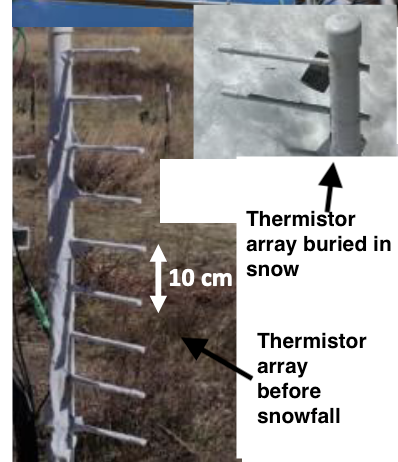 Thermistor
array buried in
snow
10 cm
Thermistor
array
before
snowfall